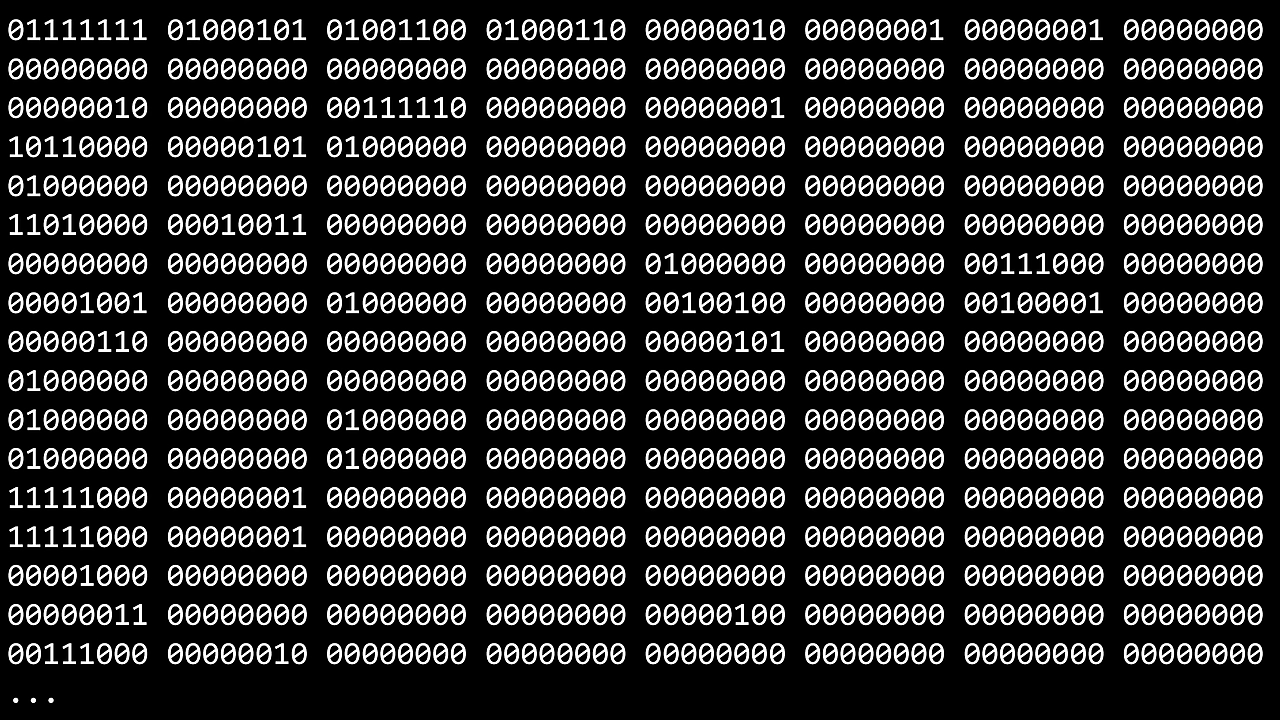 01111111 01000101 01001100 01000110 00000010 00000001 00000001 00000000
00000000 00000000 00000000 00000000 00000000 00000000 00000000 00000000
00000010 00000000 00111110 00000000 00000001 00000000 00000000 00000000
10110000 00000101 01000000 00000000 00000000 00000000 00000000 00000000
01000000 00000000 00000000 00000000 00000000 00000000 00000000 00000000
11010000 00010011 00000000 00000000 00000000 00000000 00000000 00000000
00000000 00000000 00000000 00000000 01000000 00000000 00111000 00000000
00001001 00000000 01000000 00000000 00100100 00000000 00100001 00000000
00000110 00000000 00000000 00000000 00000101 00000000 00000000 00000000
01000000 00000000 00000000 00000000 00000000 00000000 00000000 00000000
01000000 00000000 01000000 00000000 00000000 00000000 00000000 00000000
01000000 00000000 01000000 00000000 00000000 00000000 00000000 00000000
11111000 00000001 00000000 00000000 00000000 00000000 00000000 00000000
11111000 00000001 00000000 00000000 00000000 00000000 00000000 00000000
00001000 00000000 00000000 00000000 00000000 00000000 00000000 00000000
00000011 00000000 00000000 00000000 00000100 00000000 00000000 00000000
00111000 00000010 00000000 00000000 00000000 00000000 00000000 00000000
...